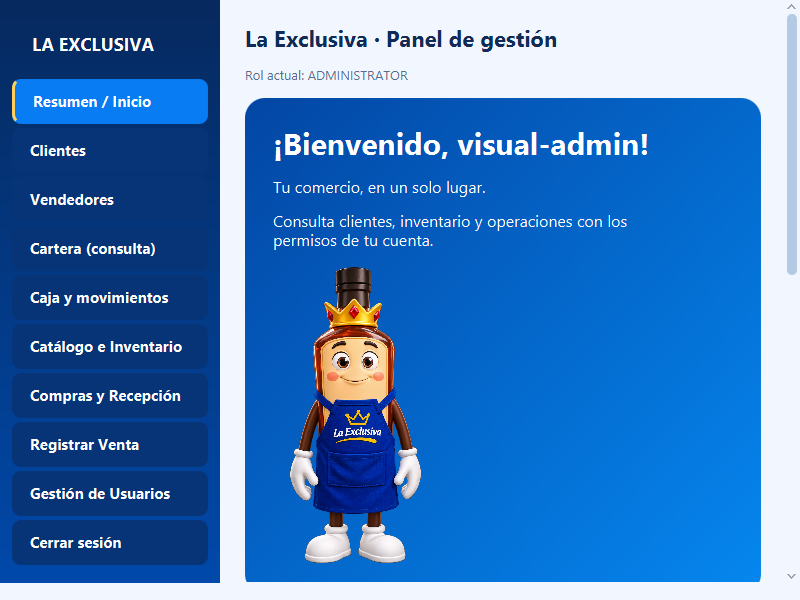 LA EXCLUSIVA
Resumen / Inicio
Clientes
Vendedores
Cartera (consulta)
Caja y movimientos
Catálogo e Inventario
Compras y Recepción
Registrar Venta
Gestión de Usuarios
Cerrar sesión
La Exclusiva · Panel de gestión
Rol actual: ADMINISTRATOR
¡Bienvenido, visual-admin!
Tu comercio, en un solo lugar.
Consulta clientes, inventario y operaciones con los
permisos de tu cuenta.
La Exclusiva